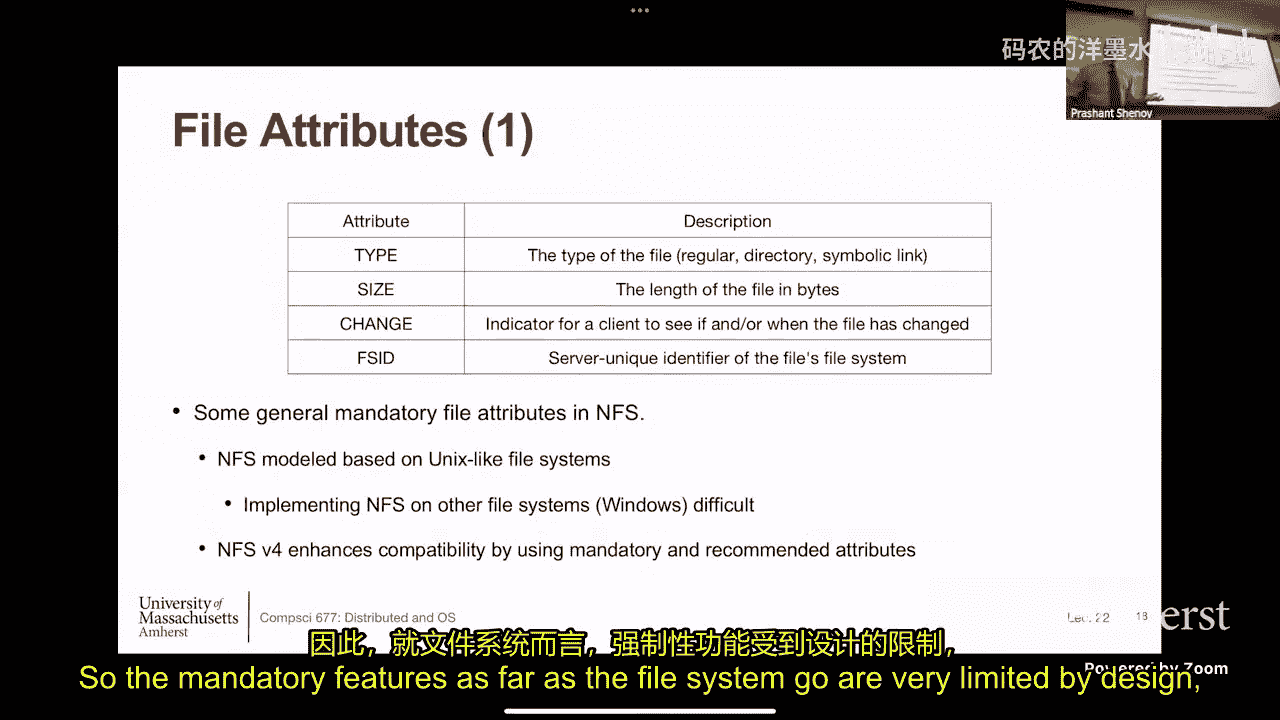 码农的洋墨水
Prashant Shenoy
File Attributes (1)
Attribute Description
TYPE The type of the file (regular, directory, symbolic link)
SIZE The length of the file in bytes
CHANGE Indicator for a client to see if and/or when the file has changed
FSID Server-unique identifier of the file's file system
• Some general mandatory file attributes in NFS.
• NFS modeled based on Unix-like file systems
• Implementing NFS on other file systems (Windows) difficult
• NFS v4 enhances compatibility by using mandatory and recommended attributes
University of
Massachusetts
Amherst
Compsci 677: Distributed and OS
Lec. 22
18
erst
因此，就文件系统而言，强制性功能受到设计的限制，
Powered by Zoom
So the mandatory features as far as the file system go are very limited by design,